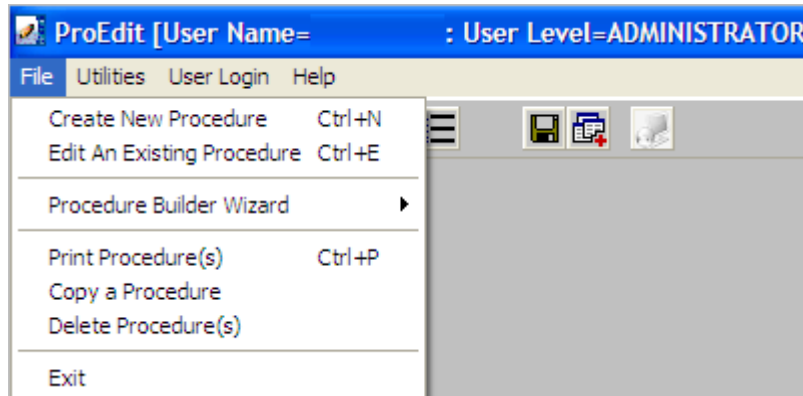 ProEdit [User Name= : User Level=ADMINISTRATOR
File Utilities User Login Help
Create New Procedure Ctrl+N
Edit An Existing Procedure Ctrl+E
Procedure Builder Wizard
Print Procedure(s) Ctrl+P
Copy a Procedure
Delete Procedure(s)
Exit